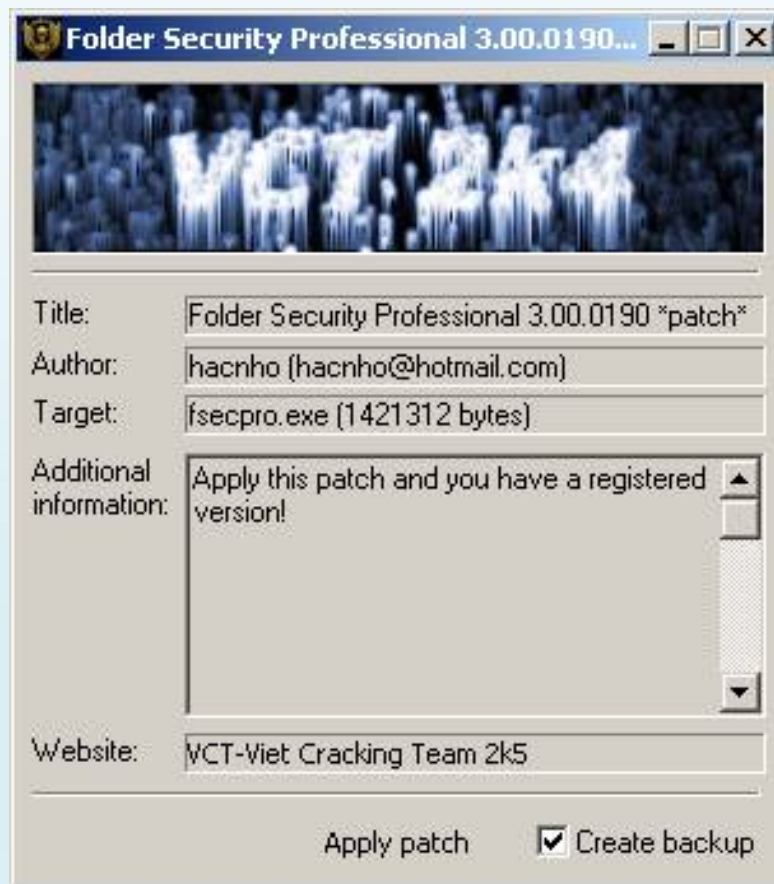 Folder Security Professional 3.00.0190...
VCT.2k4
Title:
Folder Security Professional 3.00.0190 *patch*
Author:
hacnho (hacnho@hotmail.com)
Target:
fsecpro.exe (1421312 bytes)
Additional
information:
Apply this patch and you have a registered
version!
Website:
VCT-Viet Cracking Team 2k5
Apply patch
Create backup